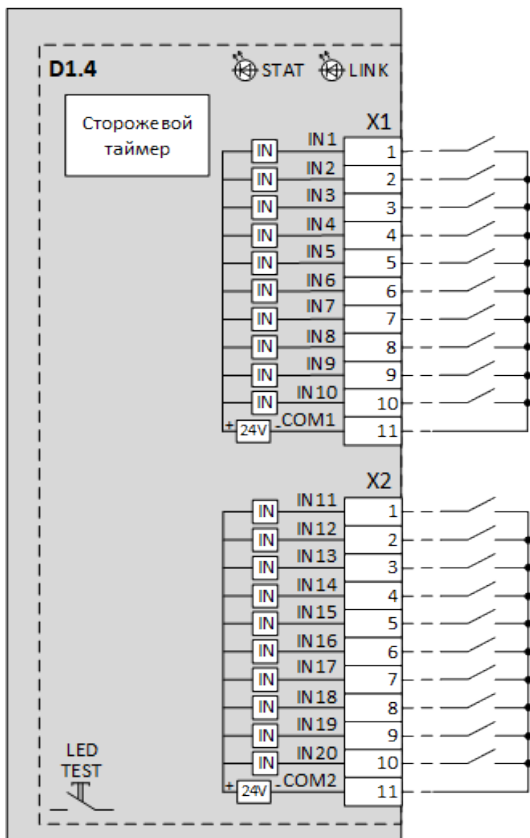 D1.4 STAT LINK
Сторожевой
таймер
X1
IN IN1 1
IN IN2 2
IN IN3 3
IN IN4 4
IN IN5 5
IN IN6 6
IN IN7 7
IN IN8 8
IN IN9 9
IN IN10 10
+ 24V -COM1 11
X2
IN IN11 1
IN IN12 2
IN IN13 3
IN IN14 4
IN IN15 5
IN IN16 6
IN IN17 7
IN IN18 8
IN IN19 9
IN IN20 10
+ 24V -COM2 11
LED
TEST